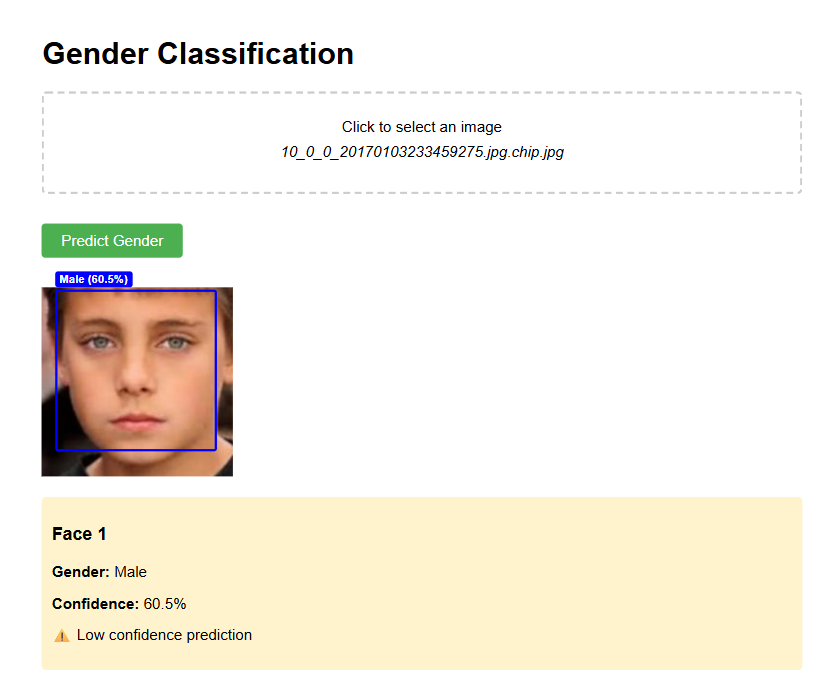 Gender Classification
Click to select an image
10_0_0_20170103233459275.jpg.chip.jpg
Predict Gender
Male (60.5%)
Face 1
Gender: Male
Confidence: 60.5%
⚠ Low confidence prediction